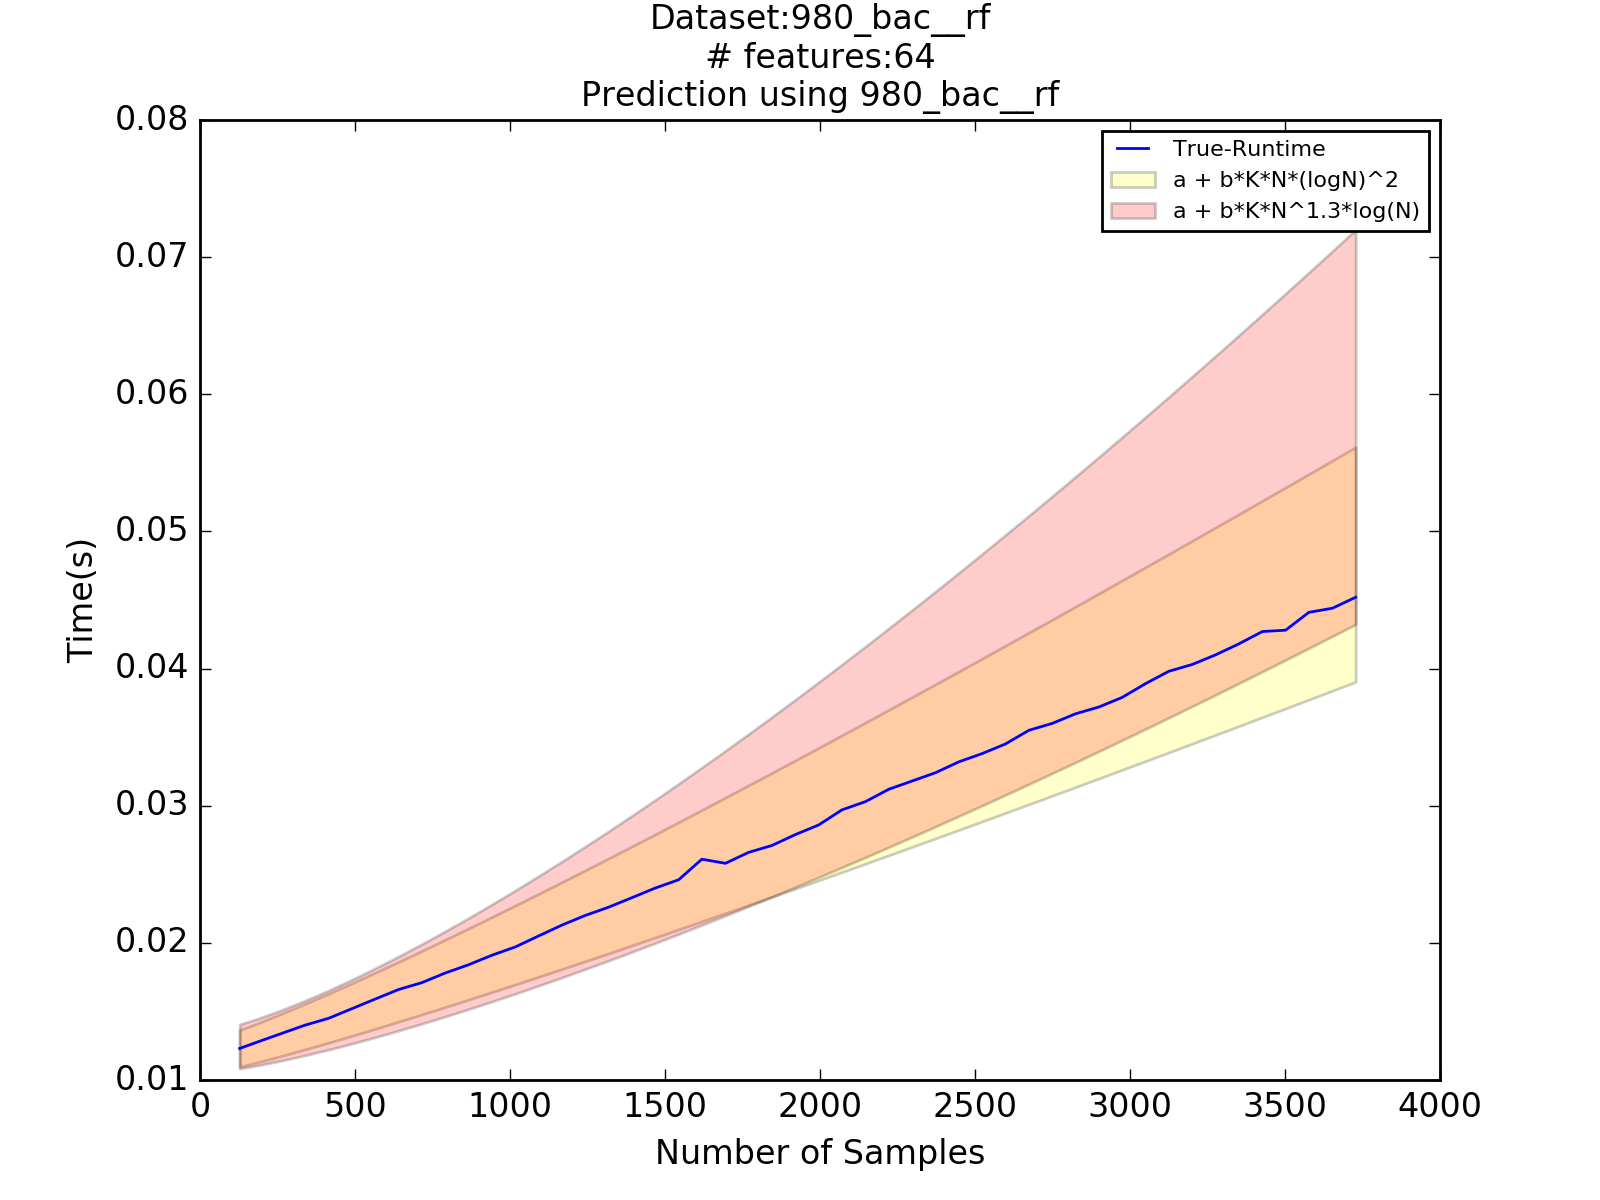 Dataset:980_bac__rf
# features:64
Prediction using 980_bac__rf
True-Runtime
a + b*K*N*(logN)^2
a + b*K*N^1.3*log(N)
0.08
0.07
0.06
0.05
0.04
0.03
0.02
0.01
Time(s)
0 500 1000 1500 2000 2500 3000 3500 4000
Number of Samples